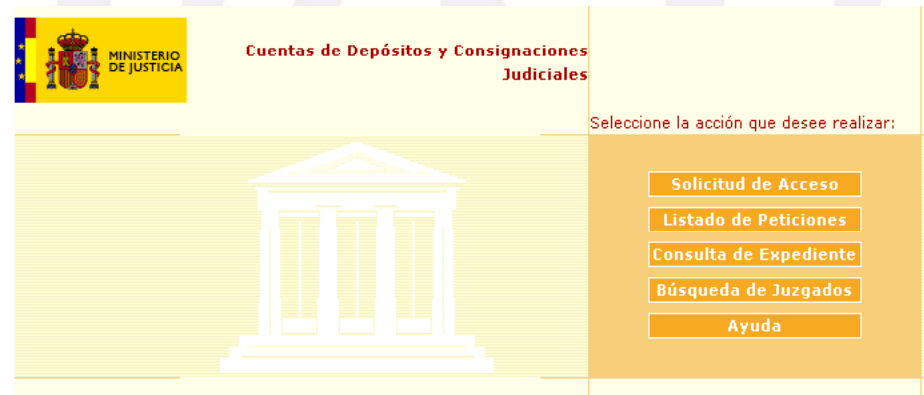 MINISTERIO
DE JUSTICIA
Cuentas de Depósitos y Consignaciones
Judiciales
Seleccione la acción que desee realizar:
Solicitud de Acceso
Listado de Peticiones
Consulta de Expediente
Búsqueda de Juzgados
Ayuda